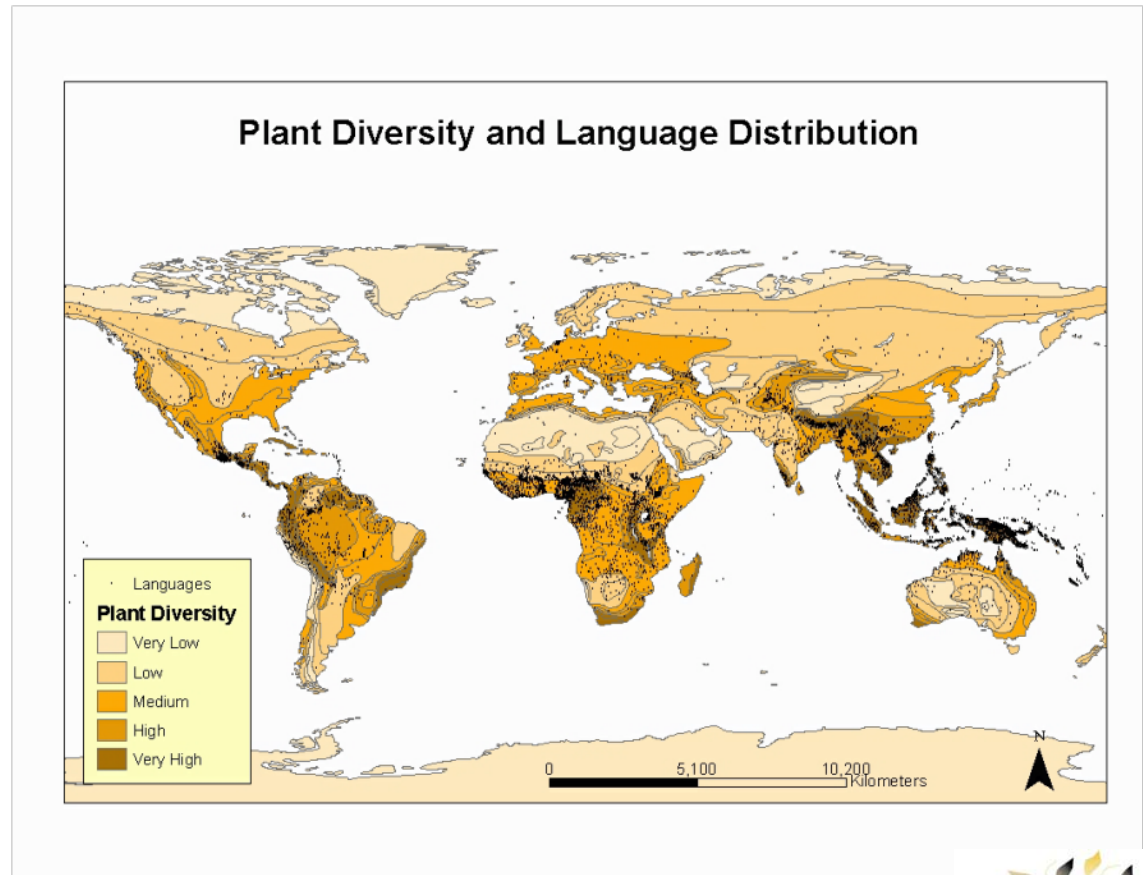 Plant Diversity and Language Distribution
Languages
Plant Diversity
Very Low
Low
Medium
High
Very High
N
0 5,100 10,200
Kilometers